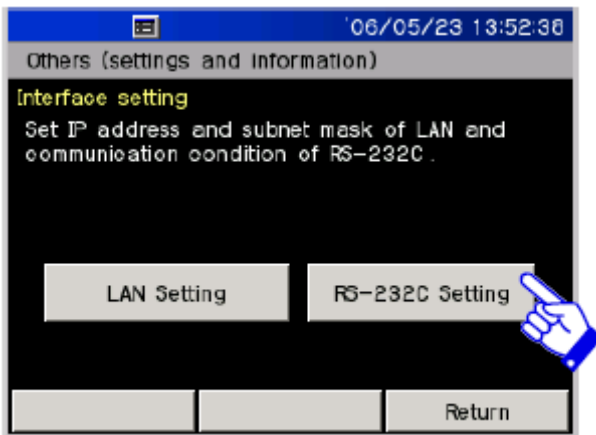 '06/05/23 13:52:38
Others (settings and information)
Interface setting
Set IP address and subnet mask of LAN and
communication condition of RS-232C .
LAN Setting
RS-232C Setting
Return